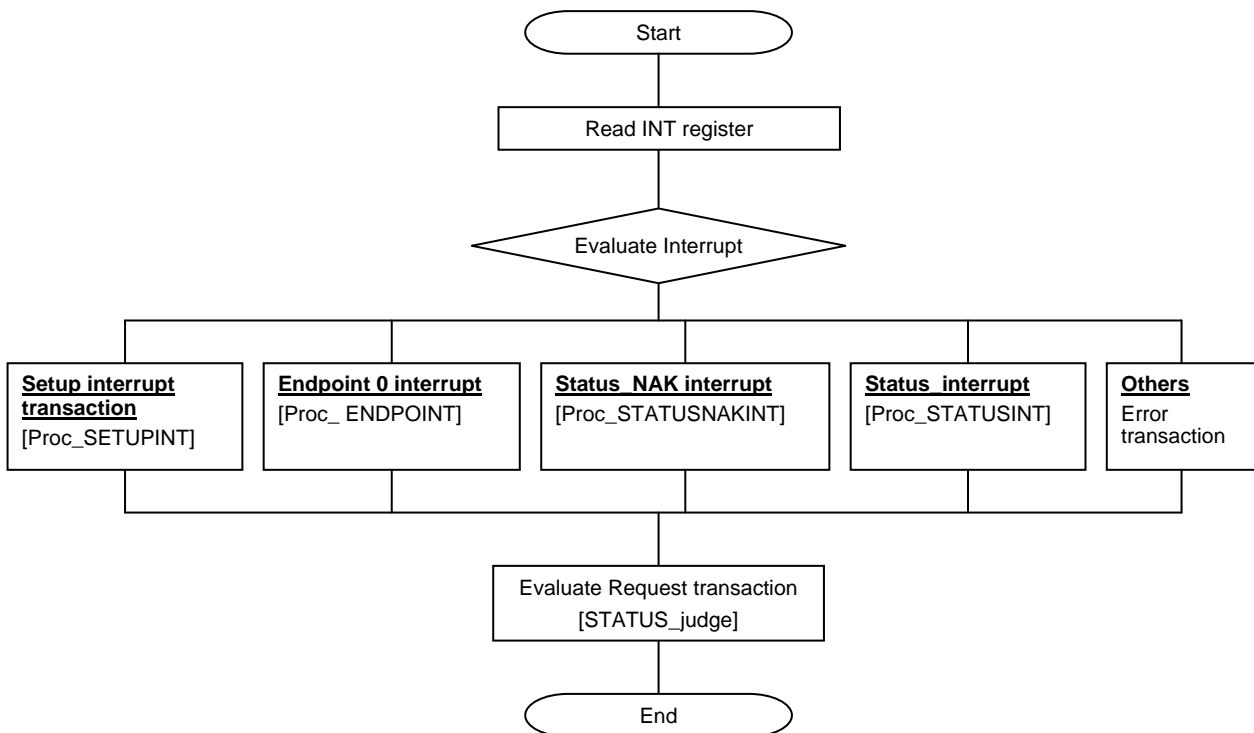 Start
Read INT register
Evaluate Interrupt
Setup interrupt
transaction
[Proc_SETUPINT]
Endpoint 0 interrupt
[Proc_ ENDPOINT]
Status_NAK interrupt
[Proc_STATUSNAKINT]
Status_interrupt
[Proc_STATUSINT]
Others
Error
transaction
Evaluate Request transaction
[STATUS_judge]
End